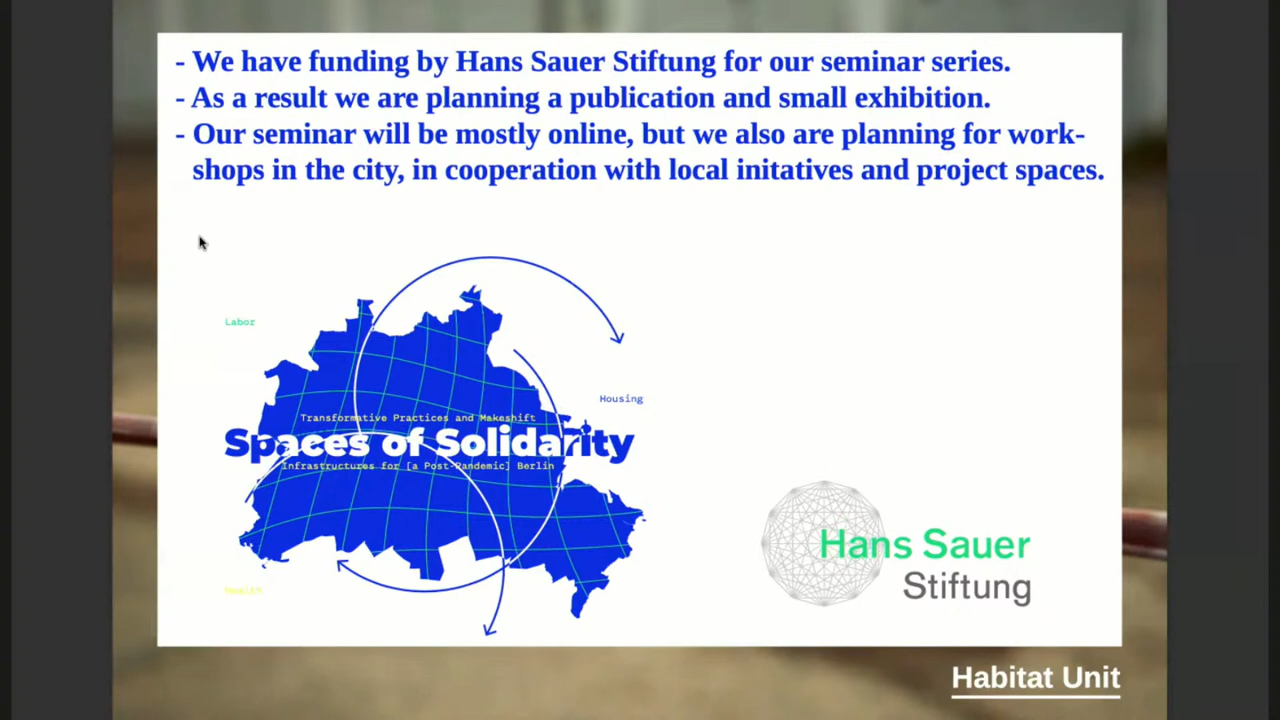 - We have funding by Hans Sauer Stiftung for our seminar series.
- As a result we are planning a publication and small exhibition.
- Our seminar will be mostly online, but we also are planning for work-
shops in the city, in cooperation with local initatives and project spaces.
Labor
Housing
Transformative Practices and Makeshift
Spaces of Solidarity
Infrastructures for [a Post-Pandemic] Berlin
Health
Hans Sauer
Stiftung
Habitat Unit